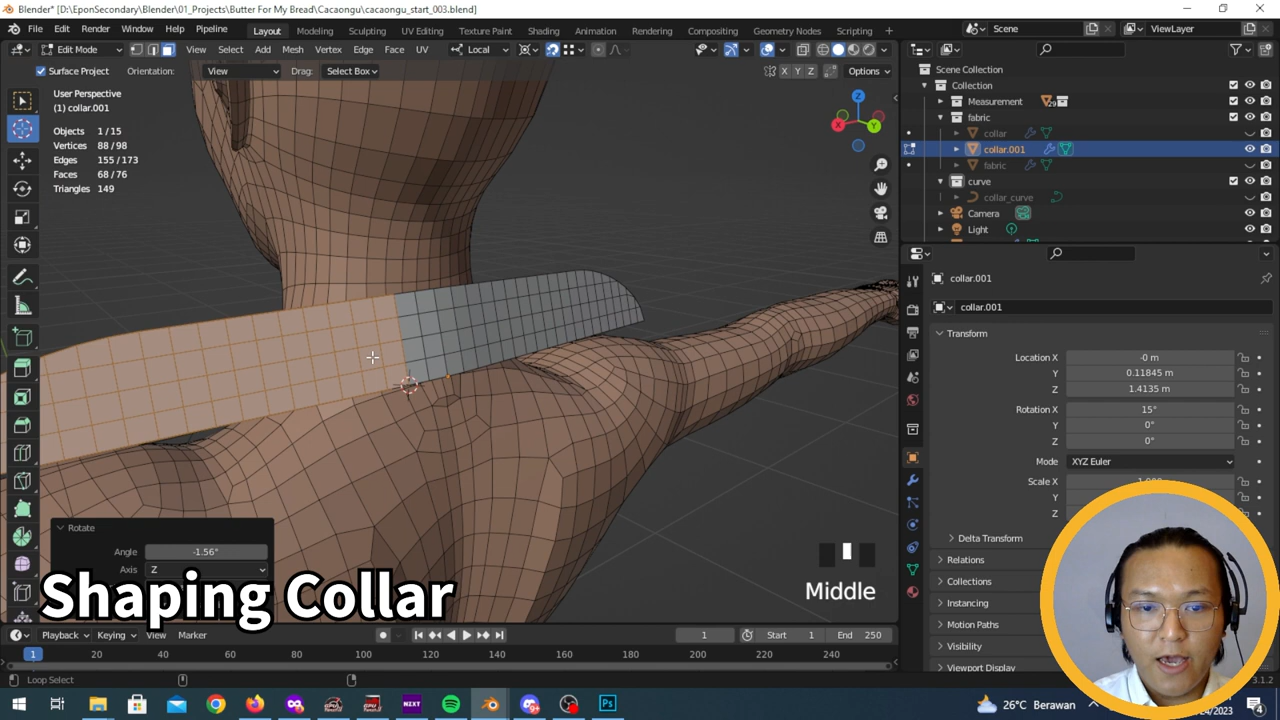 Blender* [D:\EponSecondary\Blender\01_Projects\Butter For My Bread\Cacaongu\cacaongu_start_003.blend]
File Edit Render Window Help Pipeline
Layout Modeling Sculpting UV Editing Texture Paint Shading Animation Rendering Compositing Geometry Nodes Scripting
Scene
ViewLayer
Edit Mode
View Select Add Mesh Vertex Edge Face UV
Local
Surface Project
Orientation:
View
Drag:
Select Box
X Y Z
Options
User Perspective
(1) collar.001
Objects 1/15
Vertices 88/98
Edges 155/173
Faces 68/76
Triangles 149
Z
X
Y
Rotate
Angle -1.56°
Axis Z
Shaping Collar
Middle
Scene Collection
Collection
Measurement 29
fabric
collar
collar.001
fabric
curve
collar_curve
Camera
Light
collar.001
collar.001
Transform
Location X -0 m
Y 0.11845 m
Z 1.4135 m
Rotation X 15°
Y 0°
Z 0°
Mode XYZ Euler
Scale X
Y
Z
Delta Transform
Relations
Collections
Instancing
Motion Paths
Visibility
Viewport Display
Playback Keying View Marker
1
Start 1
End 250
1 20 40 60 80 100 120 140 160 180 200 220 240
Loop Select
3.1.2
26°C Berawan